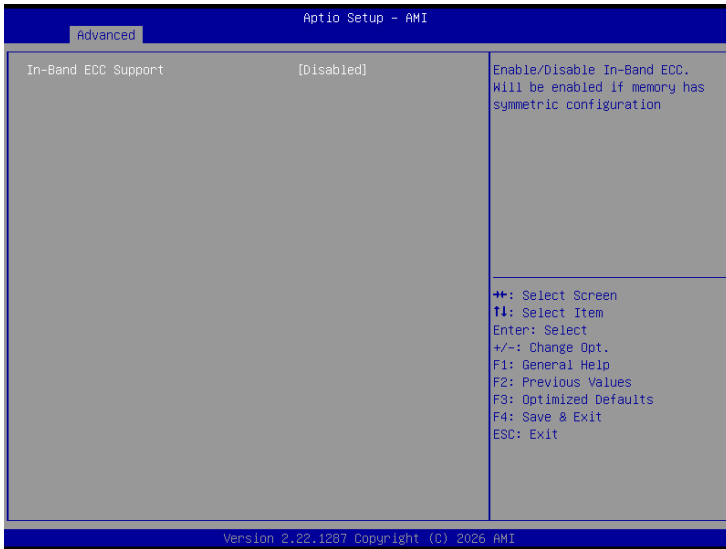 Aptio Setup - AMI
Advanced
In-Band ECC Support [Disabled]
Enable/Disable In-Band ECC.
Will be enabled if memory has
symmetric configuration
→←: Select Screen
↑↓: Select Item
Enter: Select
+/-: Change Opt.
F1: General Help
F2: Previous Values
F3: Optimized Defaults
F4: Save & Exit
ESC: Exit
Version 2.22.1287 Copyright (C) 2026 AMI